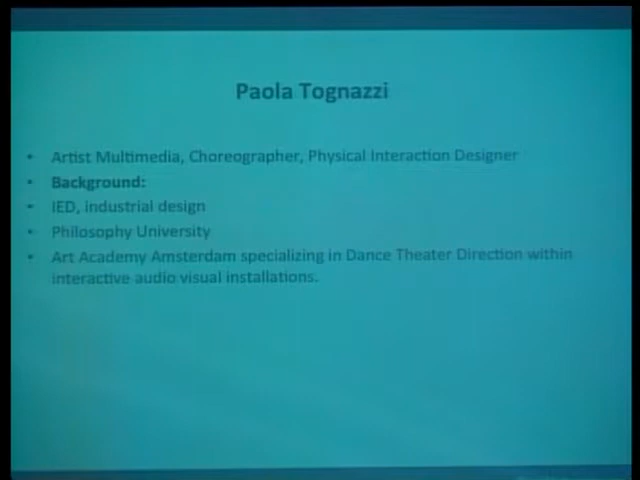 Paola Tognazzi
• Artist Multimedia, Choreographer, Physical Interaction Designer
• Background:
• IED, industrial design
• Philosophy University
• Art Academy Amsterdam specializing in Dance Theater Direction within
interactive audio visual installations.